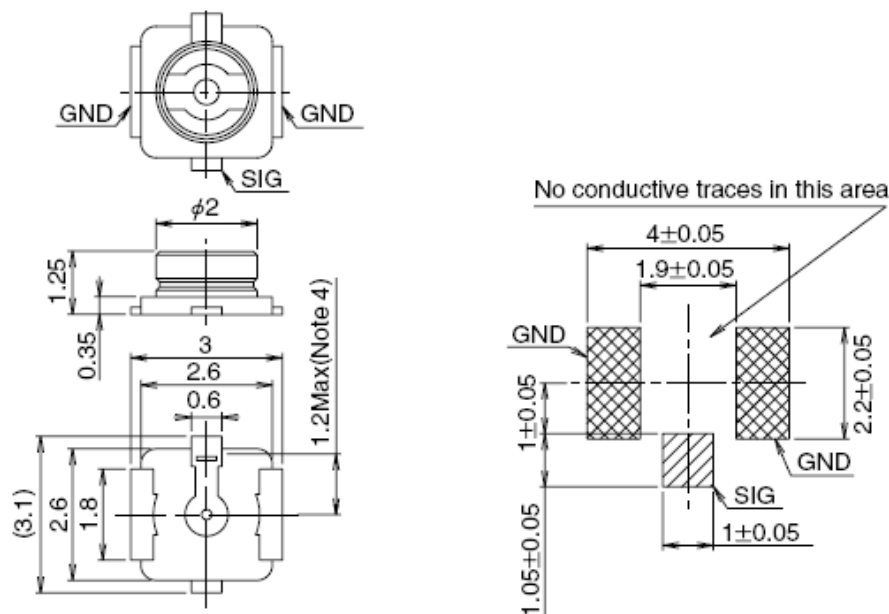 GND
GND
SIG
ϕ2
1.25
0.35
3
2.6
0.6
1.2Max(Note 4)
(3.1)
2.6
1.8
No conductive traces in this area
4±0.05
1.9±0.05
GND
2.2±0.05
1±0.05
GND
SIG
1±0.05
1.05±0.05